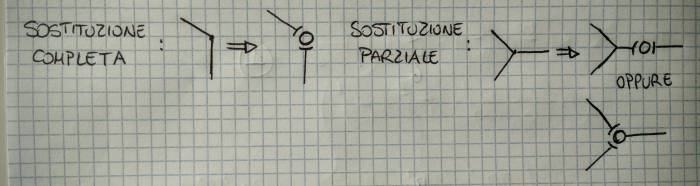 SOSTITUZIONE
COMPLETA :
SOSTITUZIONE
PARZIALE :
OPPURE